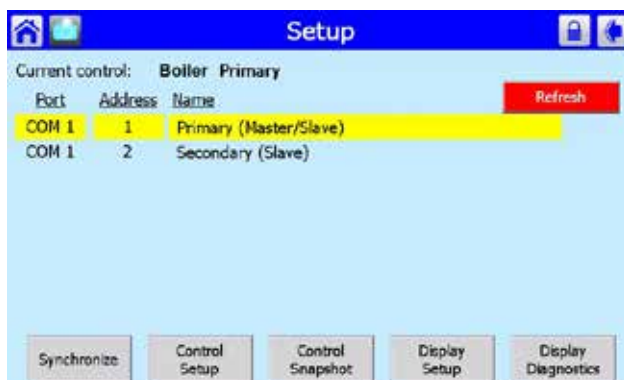 Setup
Current control: Boiler Primary
Port Address Name
Refresh
COM 1 1 Primary (Master/Slave)
COM 1 2 Secondary (Slave)
Synchronize
Control Setup
Control Snapshot
Display Setup
Display Diagnostics